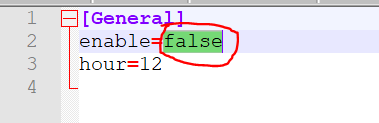 1 [General]
2 enable=false
3 hour=12
4